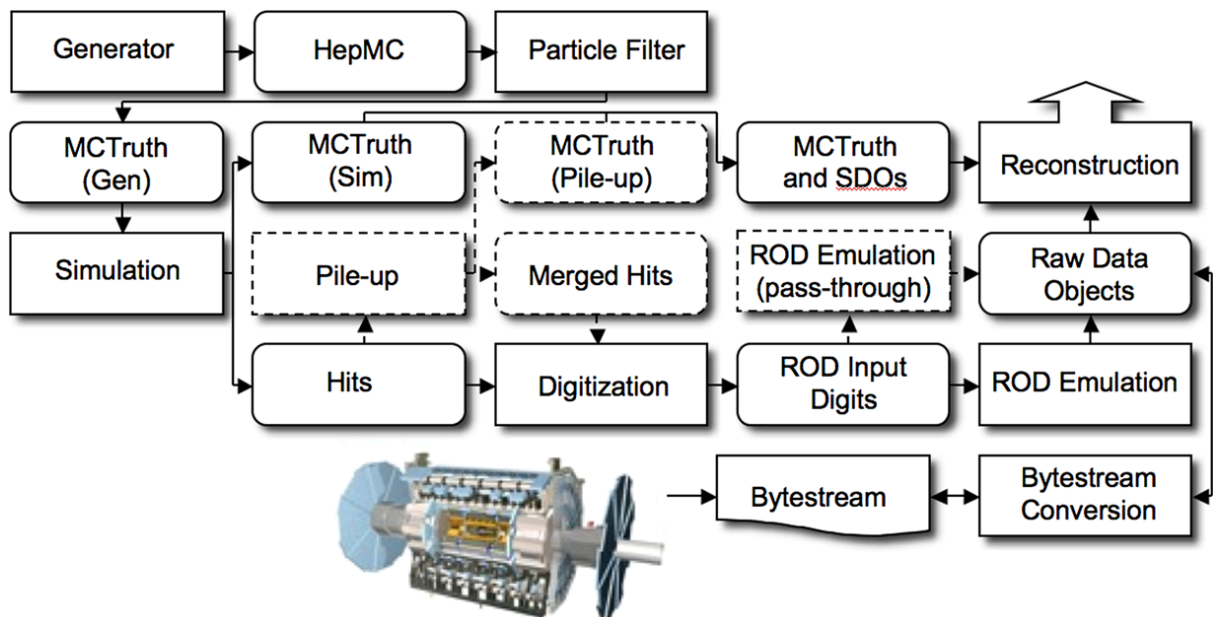 Generator
HepMC
Particle Filter
MCTruth
(Gen)
MCTruth
(Sim)
MCTruth
(Pile-up)
MCTruth
and SDOs
Reconstruction
Simulation
Pile-up
Merged Hits
ROD Emulation
(pass-through)
Raw Data
Objects
Hits
Digitization
ROD Input
Digits
ROD Emulation
Bytestream
Bytestream
Conversion